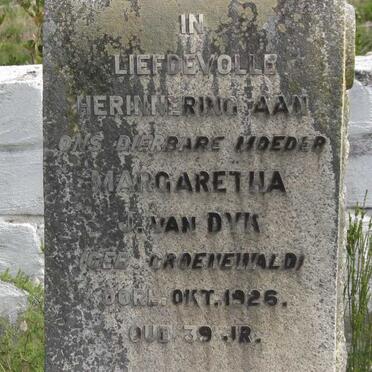 IN
LIEFDEVOLLE
HERINNERING AAN
ONS DIERBARE MOEDER
MARGARETHA
J. VAN DYK
(GEB. GROENEWALD)
OORL. OKT. 1926.
OUD 39 JR.